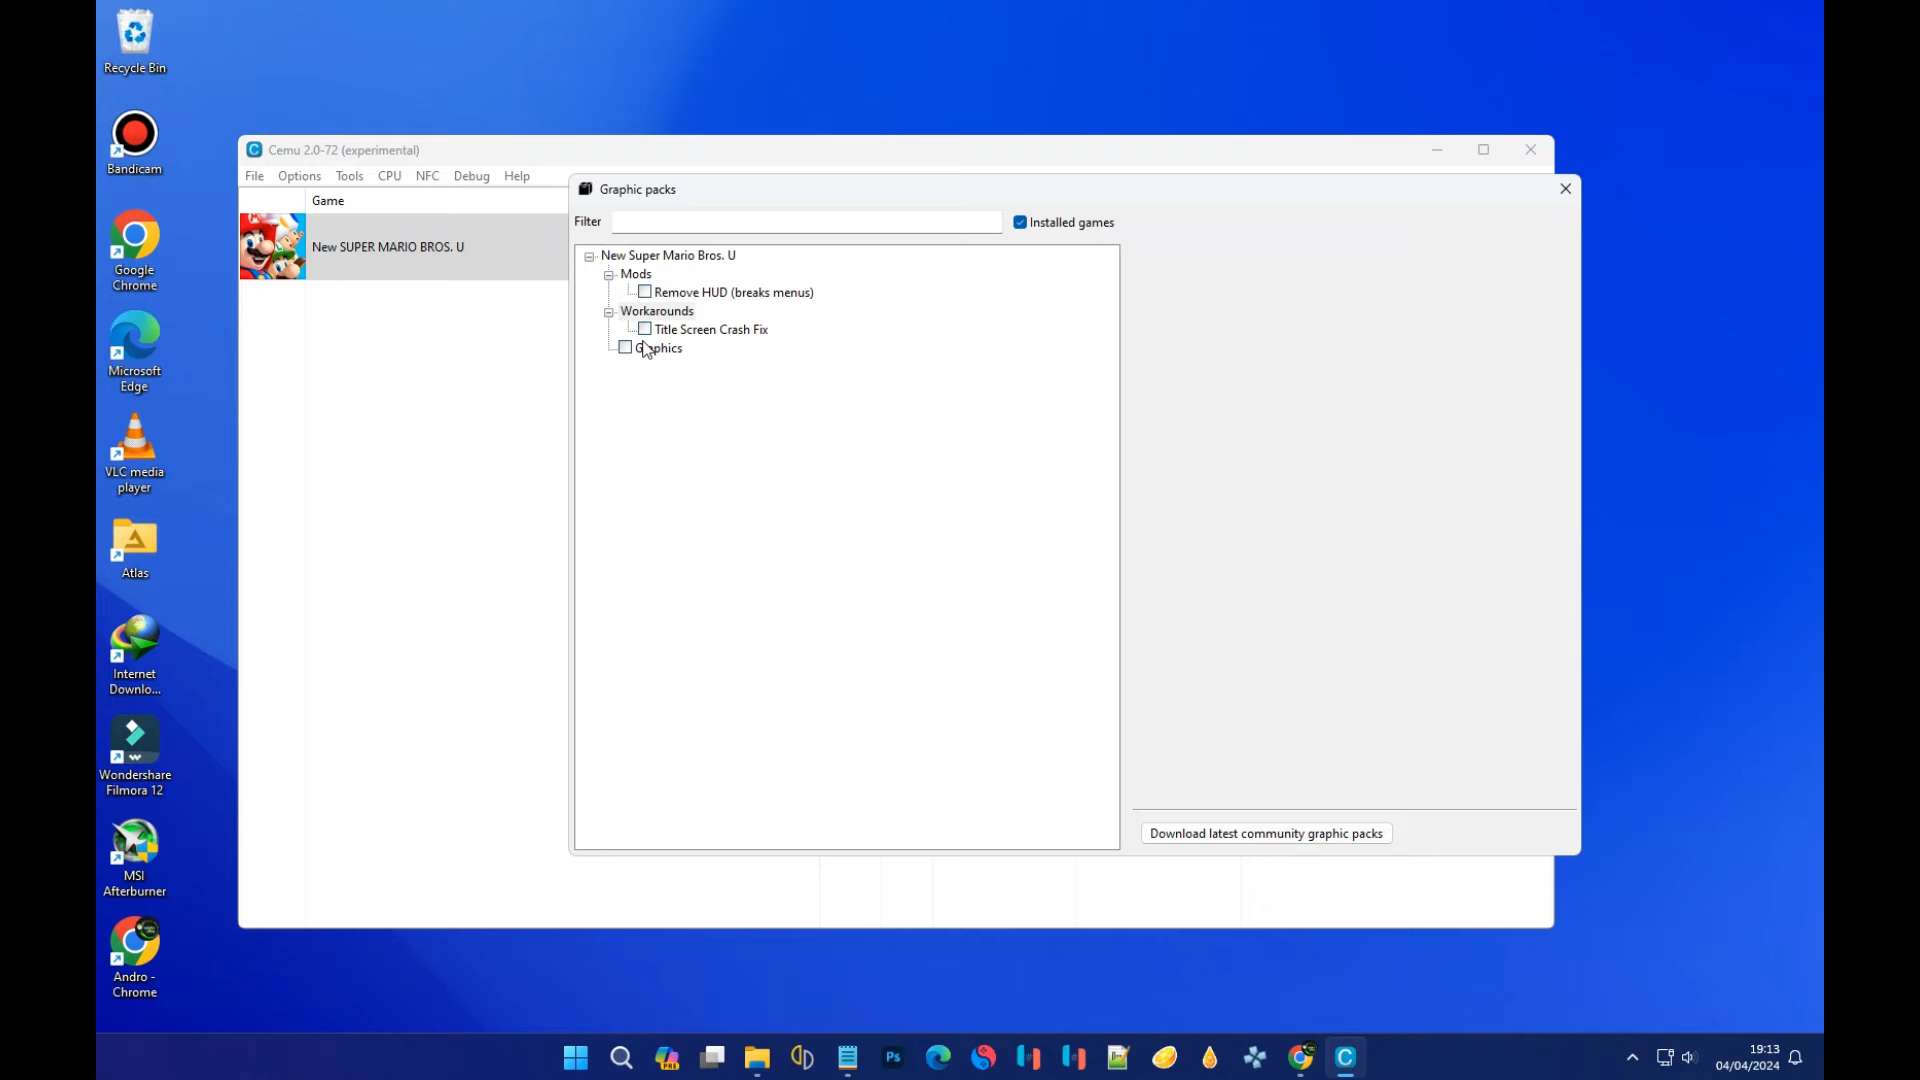 Recycle Bin
Bandicam
Google
Chrome
Microsoft
Edge
VLC media
player
Atlas
Internet
Downlo...
Wondershare
Filmora 12
MSI
Afterburner
Andro -
Chrome
Cemu 2.0-72 (experimental)
File Options Tools CPU NFC Debug Help
Game
New SUPER MARIO BROS. U
Graphic packs
Filter
Installed games
New Super Mario Bros. U
Mods
Remove HUD (breaks menus)
Workarounds
Title Screen Crash Fix
Graphics
Download latest community graphic packs
PRE
Ps
19:13
04/04/2024